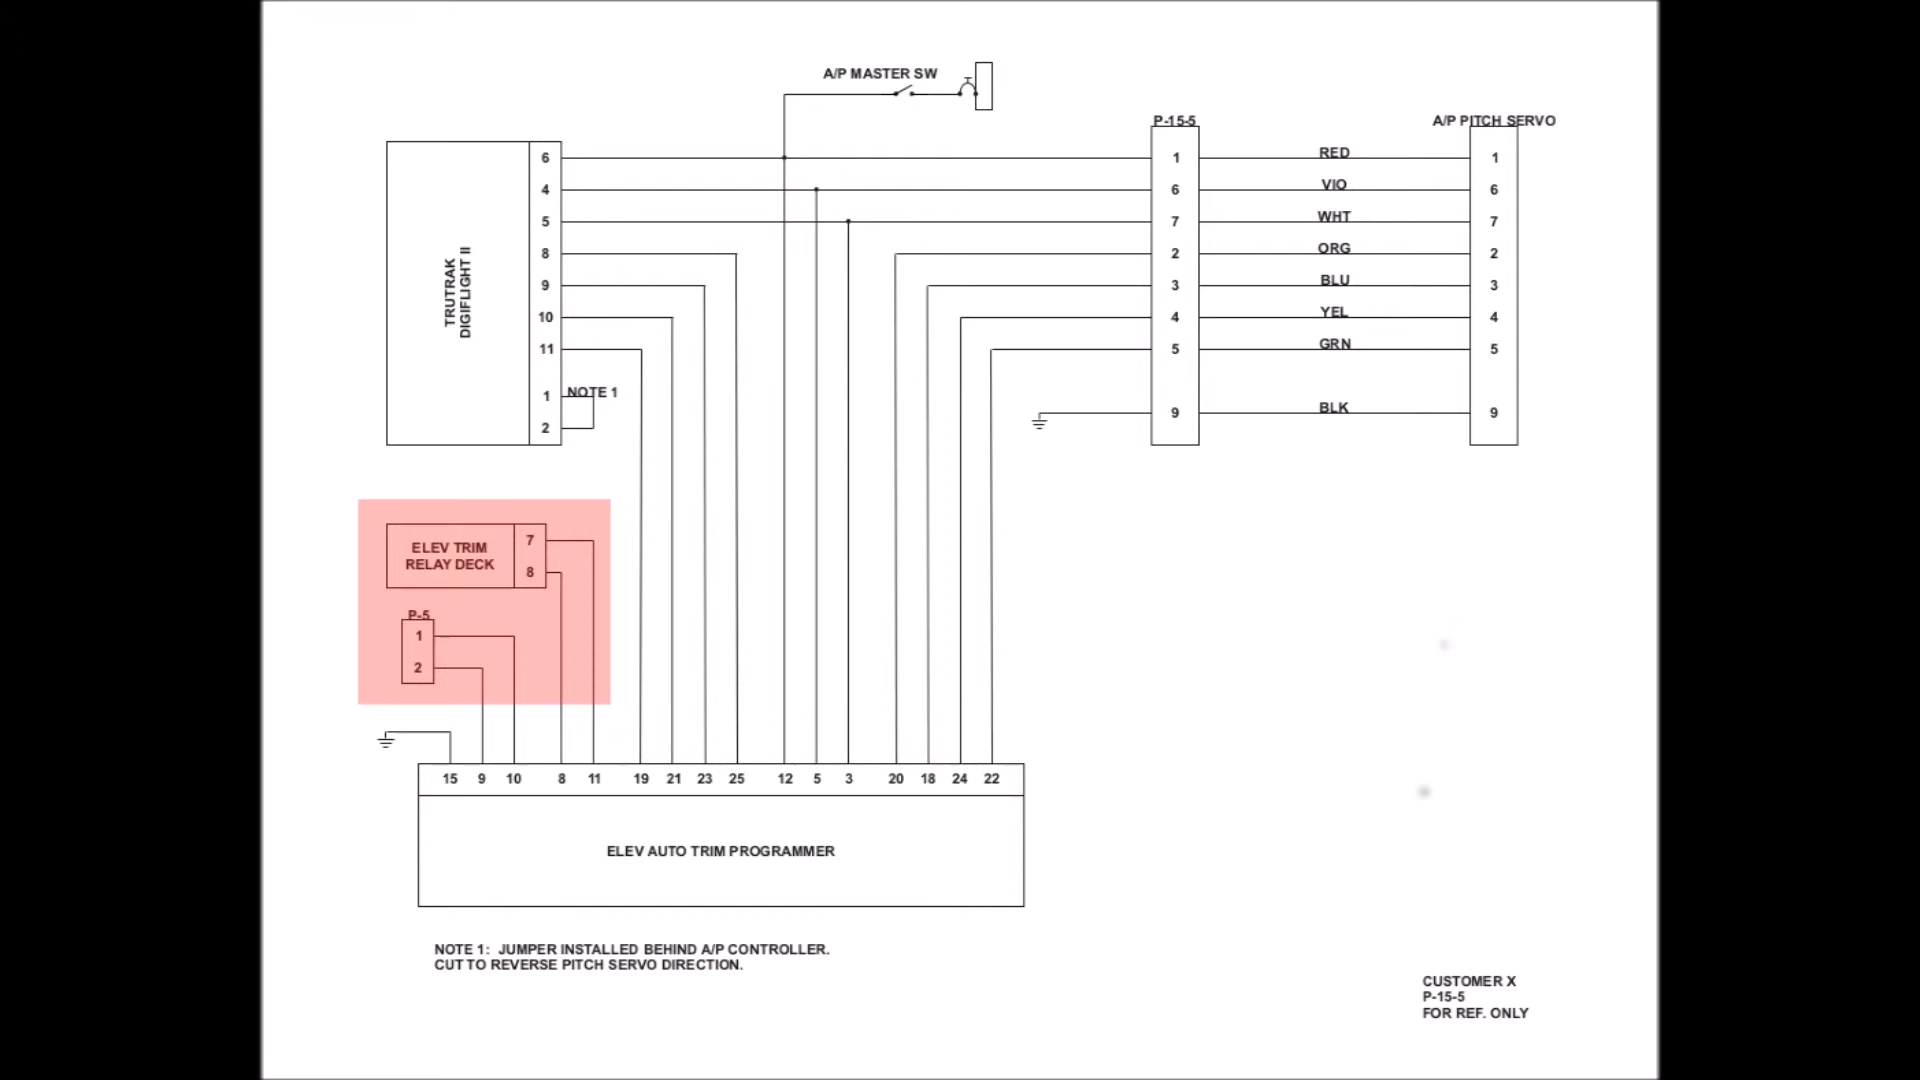 A/P MASTER SW
P-15-5
A/P PITCH SERVO
TRUTRAK
DIGIFLIGHT II
6
4
5
8
9
10
11
1
2
NOTE 1
1
6
7
2
3
4
5
9
RED
VIO
WHT
ORG
BLU
YEL
GRN
BLK
1
6
7
2
3
4
5
9
ELEV TRIM
RELAY DECK
7
8
P-5
1
2
15 9 10 8 11 19 21 23 25 12 5 3 20 18 24 22
ELEV AUTO TRIM PROGRAMMER
NOTE 1: JUMPER INSTALLED BEHIND A/P CONTROLLER.
CUT TO REVERSE PITCH SERVO DIRECTION.
CUSTOMER X
P-15-5
FOR REF. ONLY